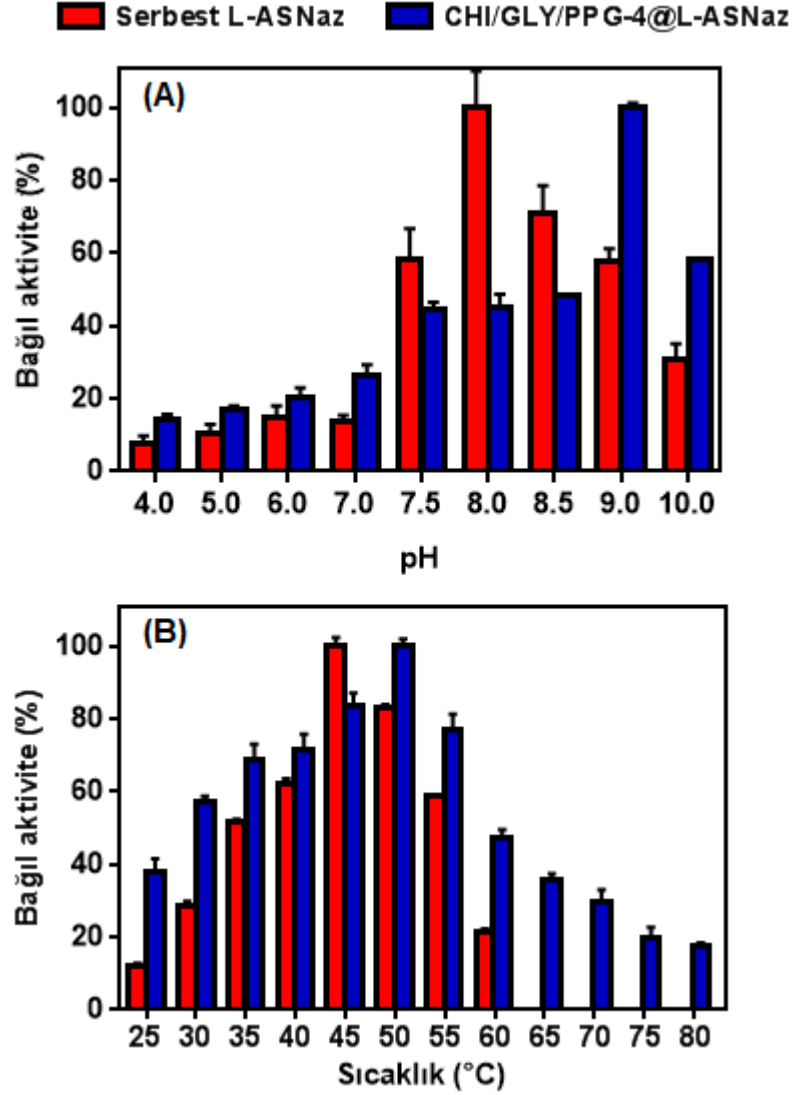 Serbest L-ASNaz CHI/GLY/PPG-4@L-ASNaz
(A)
Bağıl aktivite (%)
100
80
60
40
20
0
4.0 5.0 6.0 7.0 7.5 8.0 8.5 9.0 10.0
pH
(B)
Bağıl aktivite (%)
100
80
60
40
20
0
25 30 35 40 45 50 55 60 65 70 75 80
Sıcaklık (°C)